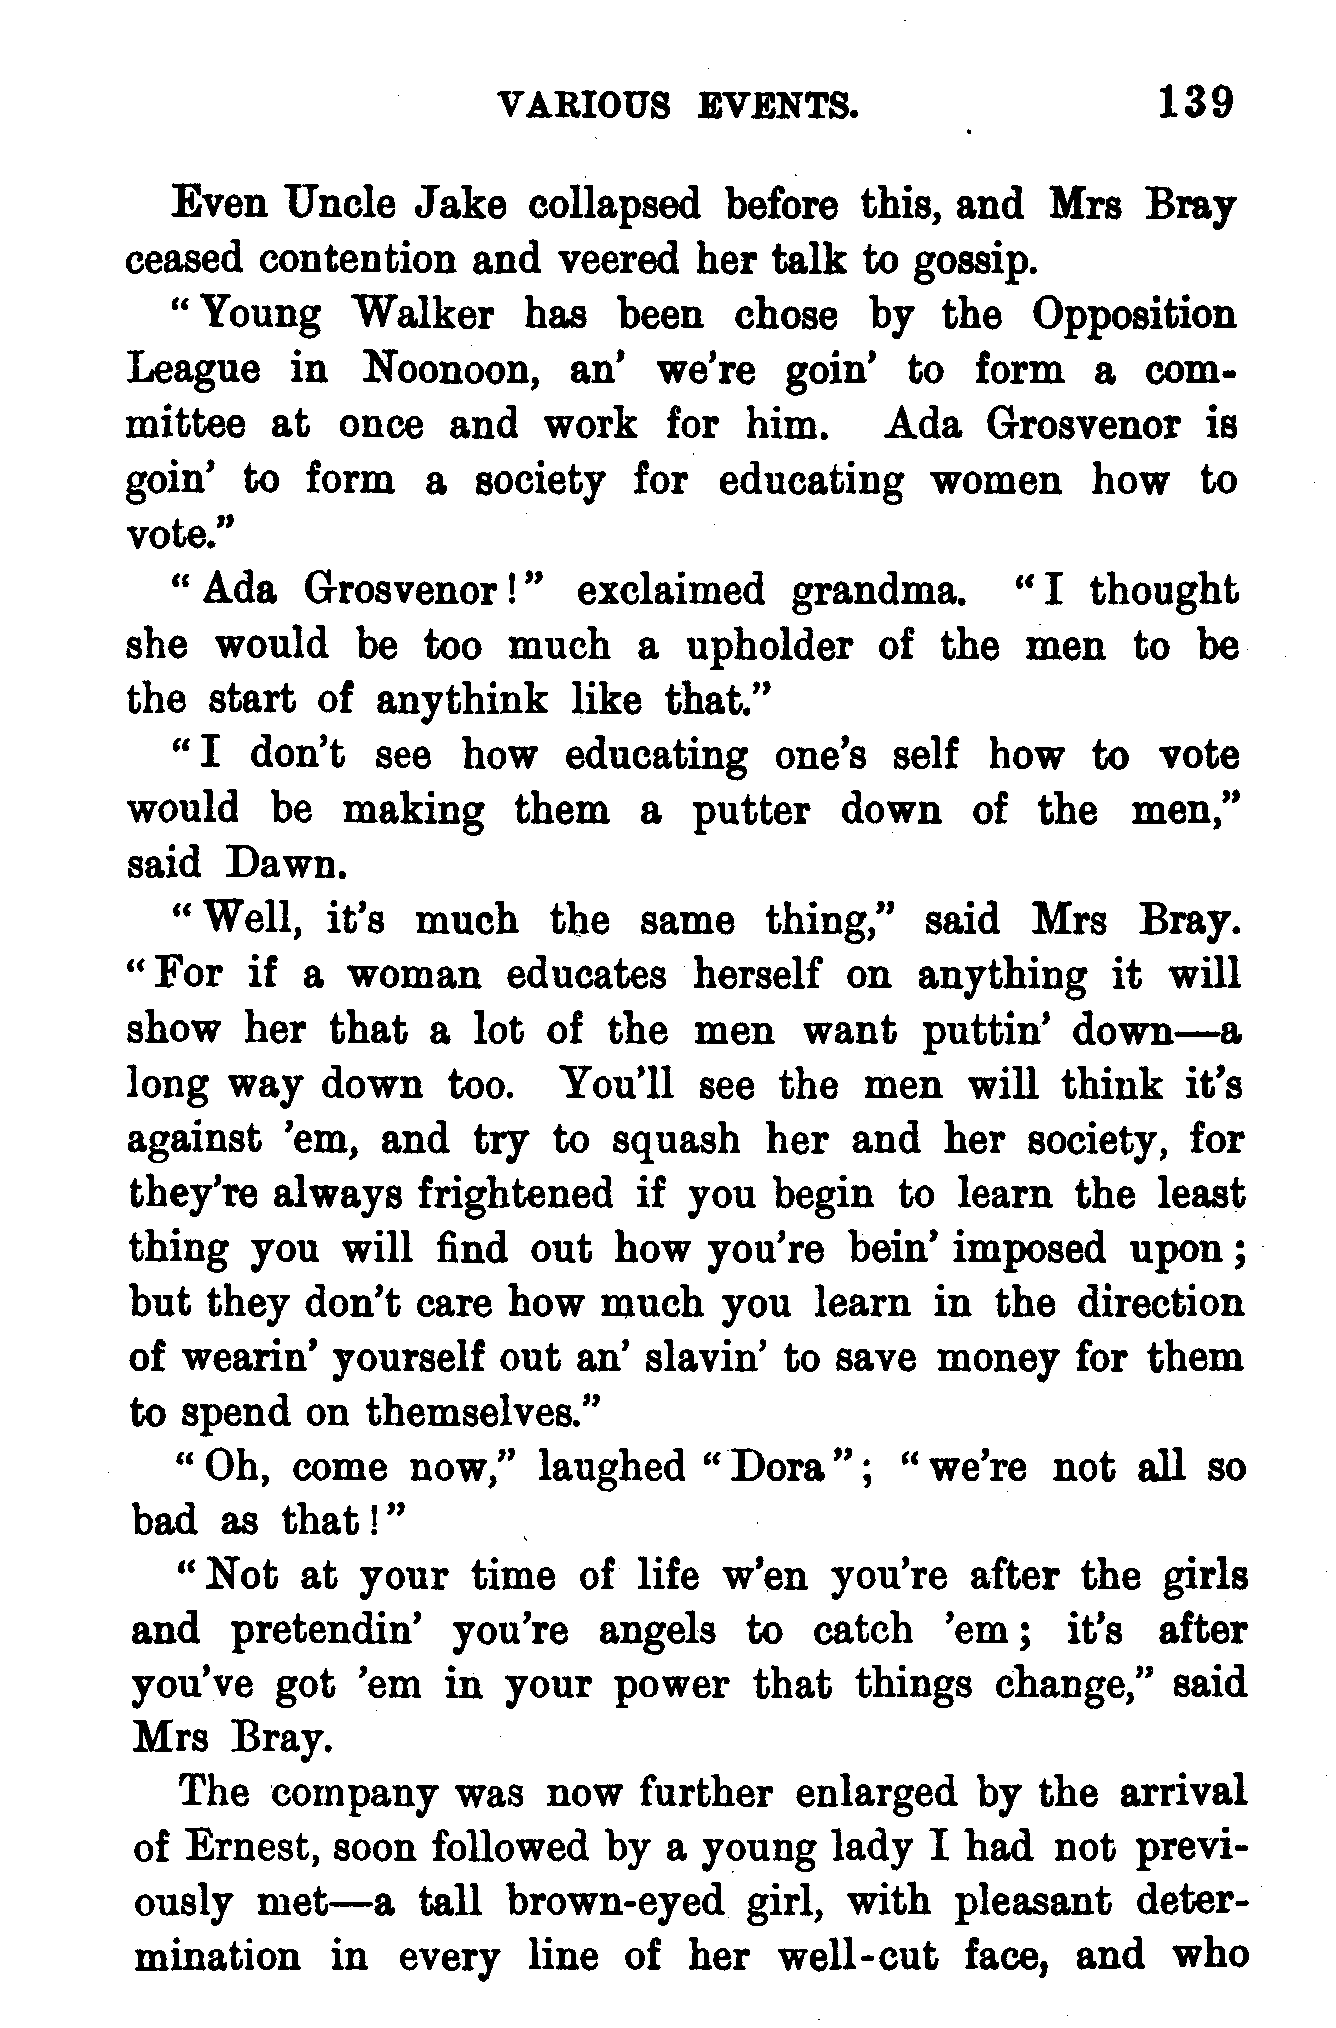 VARIOUS EVENTS. 139
Even Uncle Jake collapsed before this, and Mrs Bray
ceased contention and veered her talk to gossip.
“Young Walker has been chose by the Opposition
League in Noonoon, an’ we’re goin’ to form a com-
mittee at once and work for him. Ada Grosvenor is
goin’ to form a society for educating women how to
vote.”
“Ada Grosvenor!” exclaimed grandma. “I thought
she would be too much a upholder of the men to be
the start of anythink like that.”
“I don’t see how educating one’s self how to vote
would be making them a putter down of the men,”
said Dawn.
“Well, it’s much the same thing,” said Mrs Bray.
“For if a woman educates herself on anything it will
show her that a lot of the men want puttin’ down—a
long way down too. You’ll see the men will think it’s
against ’em, and try to squash her and her society, for
they’re always frightened if you begin to learn the least
thing you will find out how you’re bein’ imposed upon;
but they don’t care how much you learn in the direction
of wearin’ yourself out an’ slavin’ to save money for them
to spend on themselves.”
“Oh, come now,” laughed “Dora”; “we’re not all so
bad as that!”
“Not at your time of life w’en you’re after the girls
and pretendin’ you’re angels to catch ’em; it’s after
you’ve got ’em in your power that things change,” said
Mrs Bray.
The company was now further enlarged by the arrival
of Ernest, soon followed by a young lady I had not previ-
ously met—a tall brown-eyed girl, with pleasant deter-
mination in every line of her well-cut face, and who